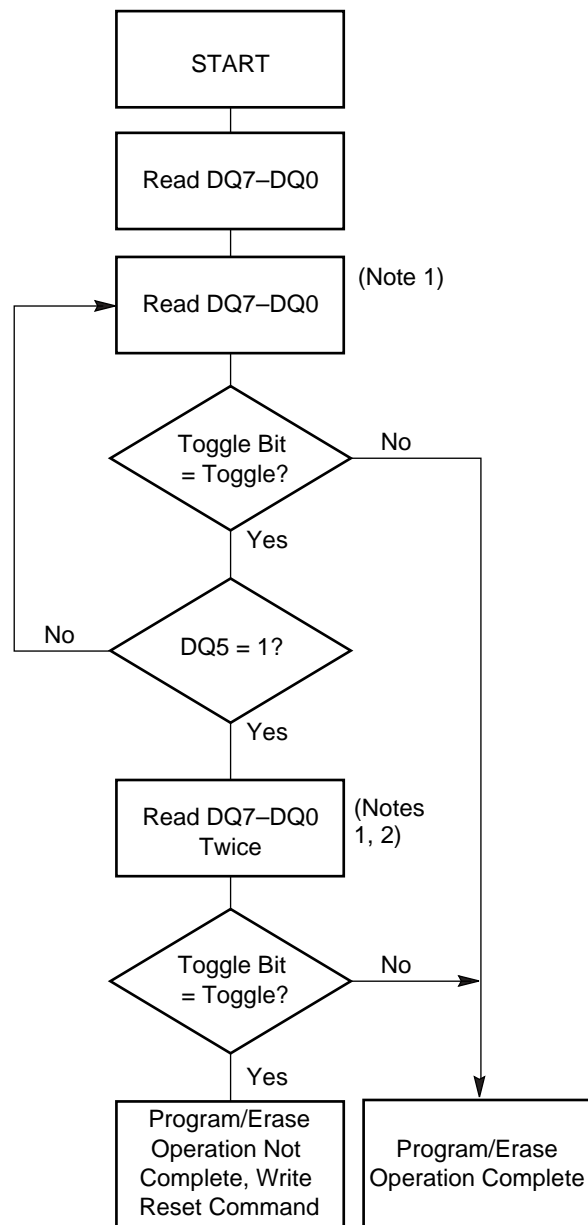 START
Read DQ7–DQ0
Read DQ7–DQ0
(Note 1)
Toggle Bit
= Toggle?
No
Yes
No
DQ5 = 1?
Yes
Read DQ7–DQ0
Twice
(Notes
1, 2)
Toggle Bit
= Toggle?
No
Yes
Program/Erase
Operation Not
Complete, Write
Reset Command
Program/Erase
Operation Complete